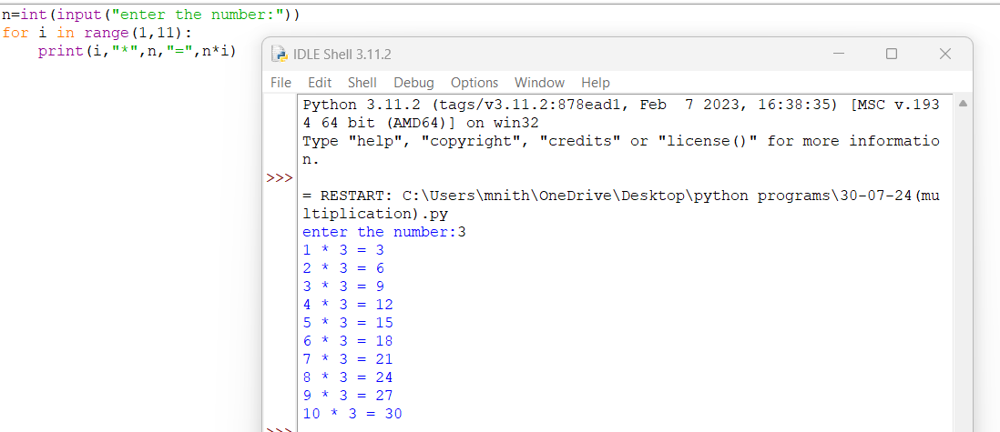 n=int(input("enter the number:"))
for i in range(1,11):
    print(i,"*",n,"=",n*i)
IDLE Shell 3.11.2
File Edit Shell Debug Options Window Help
Python 3.11.2 (tags/v3.11.2:878ead1, Feb  7 2023, 16:38:35) [MSC v.193
4 64 bit (AMD64)] on win32
Type "help", "copyright", "credits" or "license()" for more informatio
n.
>>>
= RESTART: C:\Users\mnith\OneDrive\Desktop\python programs\30-07-24(mu
ltiplication).py
enter the number:3
1 * 3 = 3
2 * 3 = 6
3 * 3 = 9
4 * 3 = 12
5 * 3 = 15
6 * 3 = 18
7 * 3 = 21
8 * 3 = 24
9 * 3 = 27
10 * 3 = 30
>>>